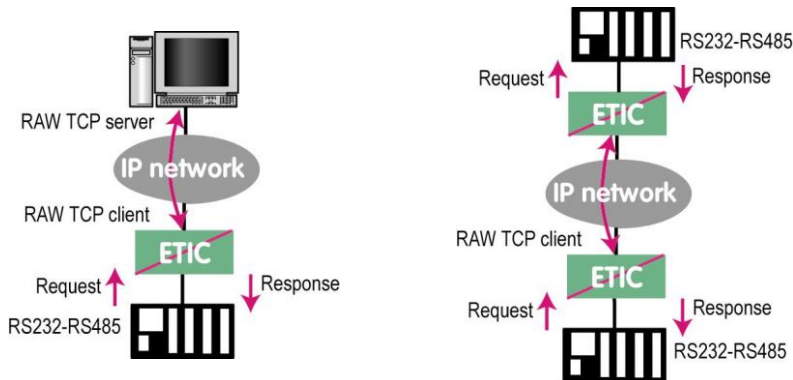 RAW TCP server
IP network
RAW TCP client
ETIC
Request
Response
RS232-RS485
RS232-RS485
Request
Response
ETIC
IP network
RAW TCP client
ETIC
Request
Response
RS232-RS485